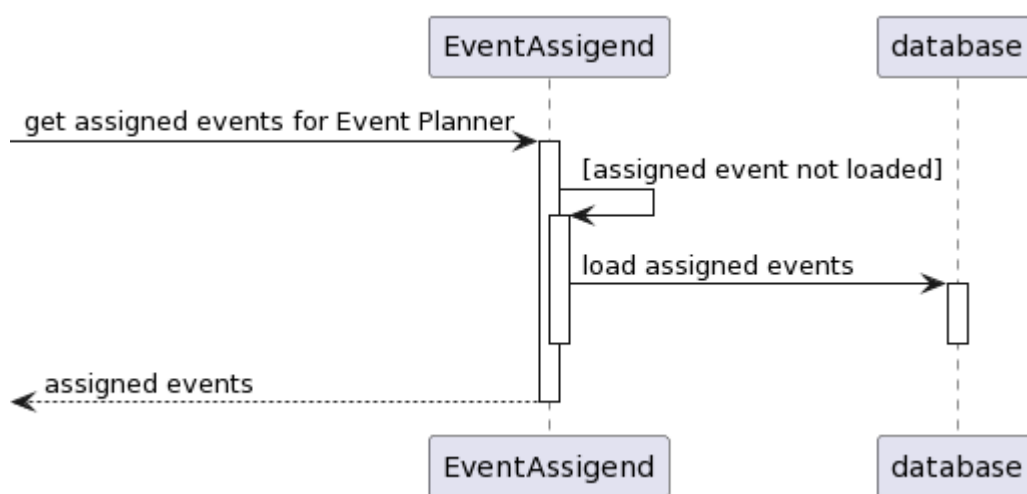 EventAssigend
database
get assigned events for Event Planner
[assigned event not loaded]
load assigned events
assigned events
EventAssigend
database